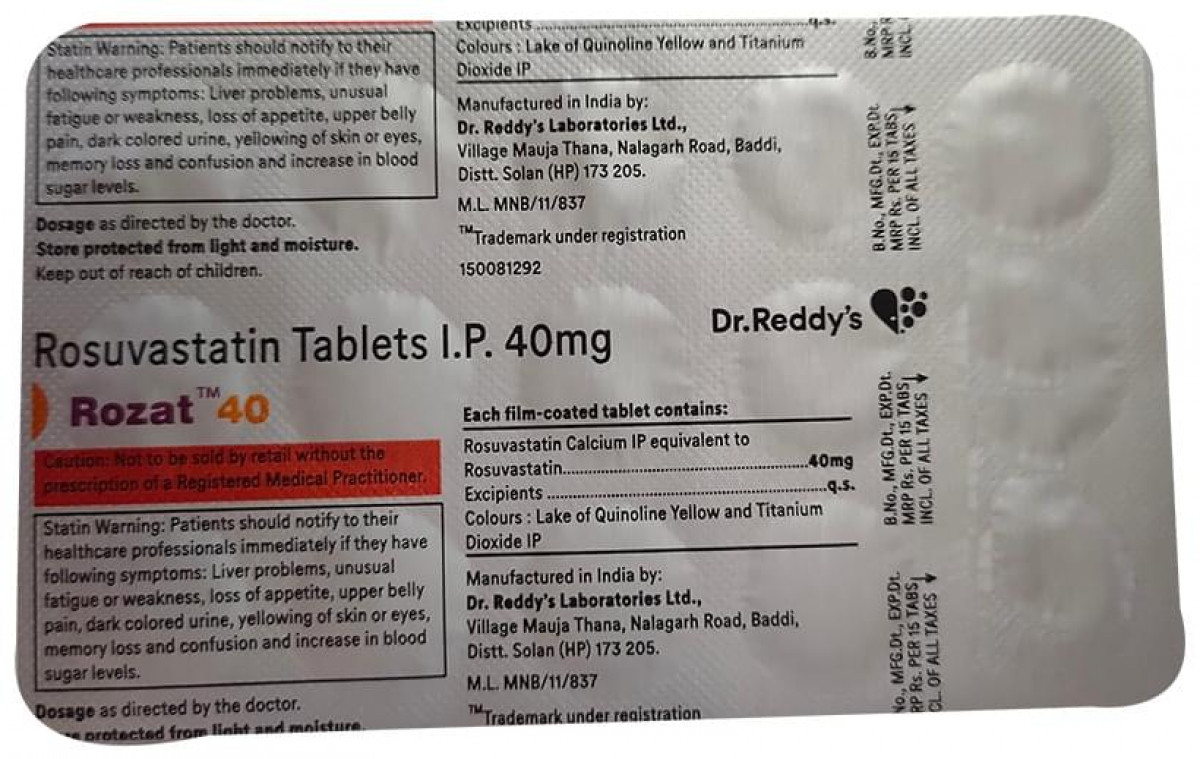 Statin Warning: Patients should notify to their
healthcare professionals immediately if they have
following symptoms: Liver problems, unusual
fatigue or weakness, loss of appetite, upper belly
pain, dark colored urine, yellowing of skin or eyes,
memory loss and confusion and increase in blood
sugar levels.
Dosage as directed by the doctor.
Store protected from light and moisture.
Keep out of reach of children.
Excipients ........q.s.
Colours : Lake of Quinoline Yellow and Titanium
Dioxide IP
Manufactured in India by:
Dr. Reddy's Laboratories Ltd.,
Village Mauja Thana, Nalagarh Road, Baddi,
Distt. Solan (HP) 173 205.
M.L. MNB/11/837
TM Trademark under registration
150081292
B.No.,
MRP R
INCL.
B.No., MFG.Dt., EXP.Dt.
MRP Rs. PER 15 TABS
INCL. OF ALL TAXES
Rosuvastatin Tablets I.P. 40mg
Dr.Reddy's
Rozat™ 40
Caution: Not to be sold by retail without the
prescription of a Registered Medical Practitioner.
Statin Warning: Patients should notify to their
healthcare professionals immediately if they have
following symptoms: Liver problems, unusual
fatigue or weakness, loss of appetite, upper belly
pain, dark colored urine, yellowing of skin or eyes,
memory loss and confusion and increase in blood
sugar levels.
Dosage as directed by the doctor.
protected from light and moisture.
Each film-coated tablet contains:
Rosuvastatin Calcium IP equivalent to
Rosuvastatin........40mg
Excipients ........q.s.
Colours : Lake of Quinoline Yellow and Titanium
Dioxide IP
Manufactured in India by:
Dr. Reddy's Laboratories Ltd.,
Village Mauja Thana, Nalagarh Road, Baddi,
Distt. Solan (HP) 173 205.
M.L. MNB/11/837
TM Trademark under registration
B.No., MFG.Dt., EXP.Dt.
MRP Rs. PER 15 TABS
INCL. OF ALL TAXES
No., MFG.Dt., EXP.Dt.
RP Rs. PER 15 TABS
CL. OF ALL TAXES